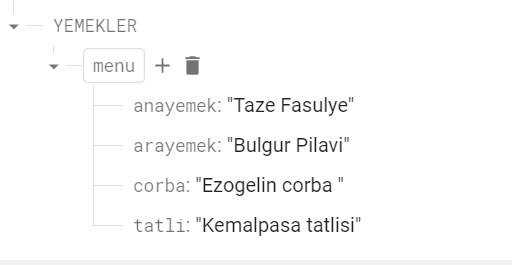 YEMEKLER
menu
anayemek: "Taze Fasulye"
arayemek: "Bulgur Pilavi"
corba: "Ezogelin corba "
tatli: "Kemalpasa tatlisi"